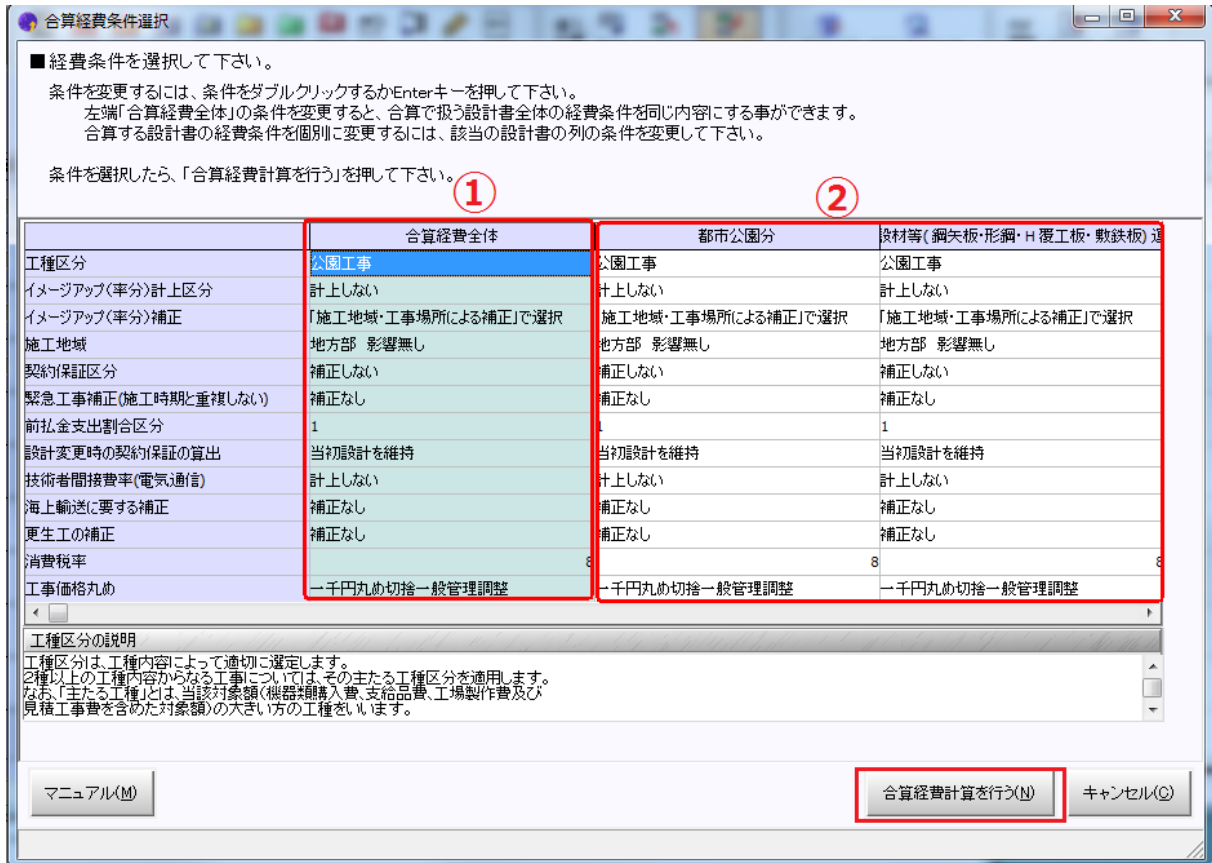 合算経費条件選択
■経費条件を選択して下さい。
条件を変更するには、条件をダブルクリックするかEnterキーを押して下さい。
左端「合算経費全体」の条件を変更すると、合算で扱う設計書全体の経費条件を同じ内容にする事ができます。
合算する設計書の経費条件を個別に変更するには、該当の設計書の列の条件を変更して下さい。
条件を選択したら、「合算経費計算を行う」を押して下さい。
① ②
合算経費全体 都市公園分 設材等(鋼矢板・形鋼・H覆工板・敷鉄板)運
工種区分 公園工事 公園工事 公園工事
イメージアップ(率分)計上区分 計上しない 計上しない 計上しない
イメージアップ(率分)補正 「施工地域・工事場所による補正」で選択 「施工地域・工事場所による補正」で選択 「施工地域・工事場所による補正」で選択
施工地域 地方部 影響無し 地方部 影響無し 地方部 影響無し
契約保証区分 補正しない 補正しない 補正しない
緊急工事補正(施工時期と重複しない) 補正なし 補正なし 補正なし
前払金支出割合区分 1 1 1
設計変更時の契約保証の算出 当初設計を維持 当初設計を維持 当初設計を維持
技術者間接費率(電気通信) 計上しない 計上しない 計上しない
海上輸送に要する補正 補正なし 補正なし 補正なし
更生工の補正 補正なし 補正なし 補正なし
消費税率 8 8 8
工事価格丸め 一千円丸め切捨一般管理調整 一千円丸め切捨一般管理調整 一千円丸め切捨一般管理調整
工種区分の説明
工種区分は、工種内容によって適切に選定します。
2種以上の工種内容からなる工事については、その主たる工種区分を適用します。
なお、「主たる工種」とは、当該対象額(機器類購入費、支給品費、工場製作費及び
見積工事費を含めた対象額)の大きい方の工種をいいます。
マニュアル(M) 合算経費計算を行う(N) キャンセル(C)